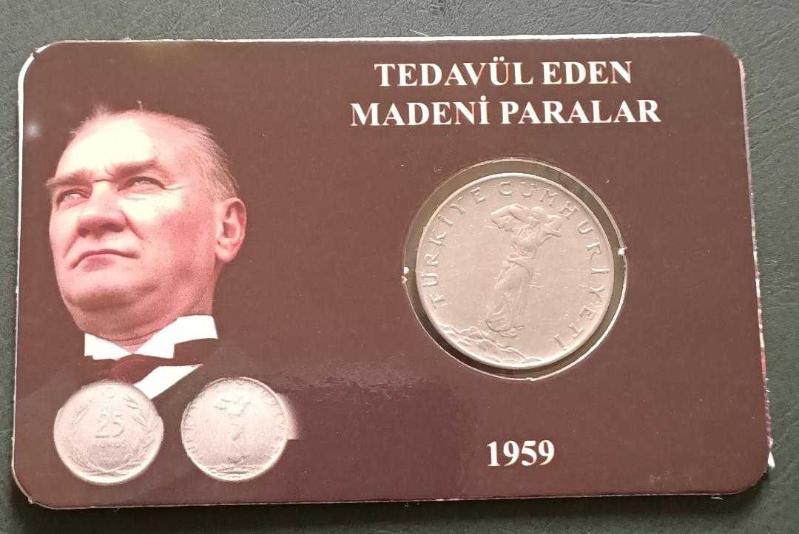 TEDAVÜL EDEN
MADENİ PARALAR
TÜRKİYE CUMHURİYETİ
25
1959